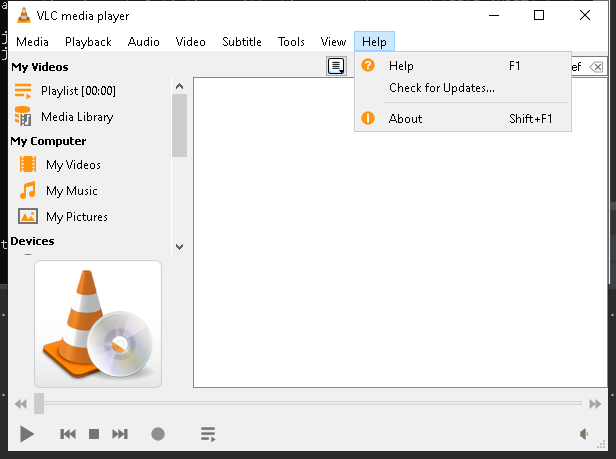 VLC media player
Media Playback Audio Video Subtitle Tools View Help
My Videos
Playlist [00:00]
Media Library
My Computer
My Videos
My Music
My Pictures
Devices
Help F1
Check for Updates...
About Shift+F1
ef